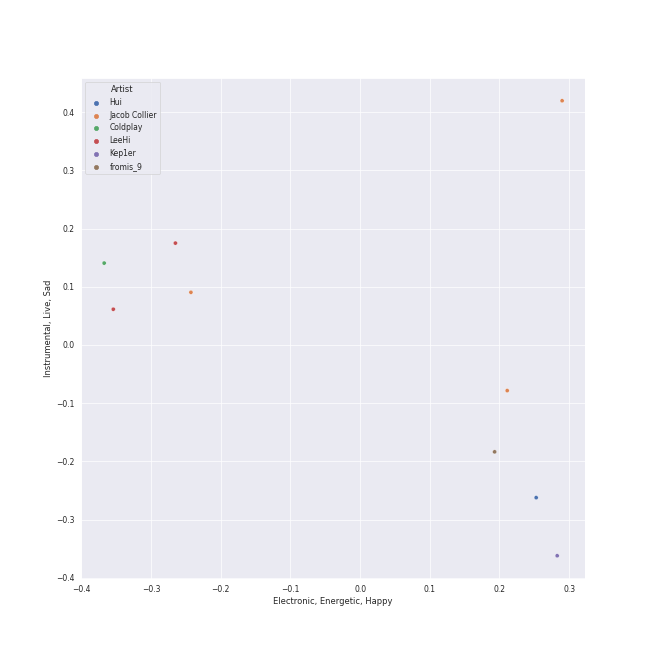 Artist
Hui
Jacob Collier
Coldplay
LeeHi
Kep1er
fromis_9
0.4
0.3
0.2
0.1
0.0
−0.1
−0.2
−0.3
−0.4
Instrumental, Live, Sad
−0.4 −0.3 −0.2 −0.1 0.0 0.1 0.2 0.3
Electronic, Energetic, Happy